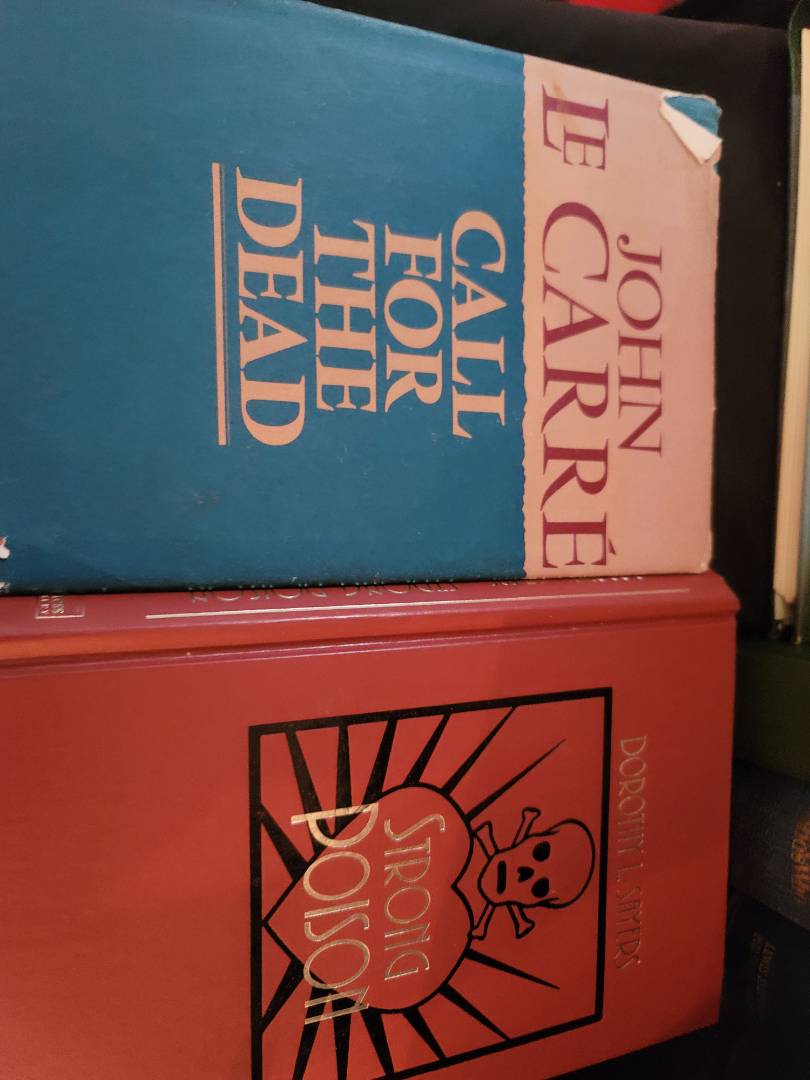 JOHN
LE CARRÉ
CALL
FOR
THE
DEAD
DOROTHY L. SAYERS
STRONG
POISON